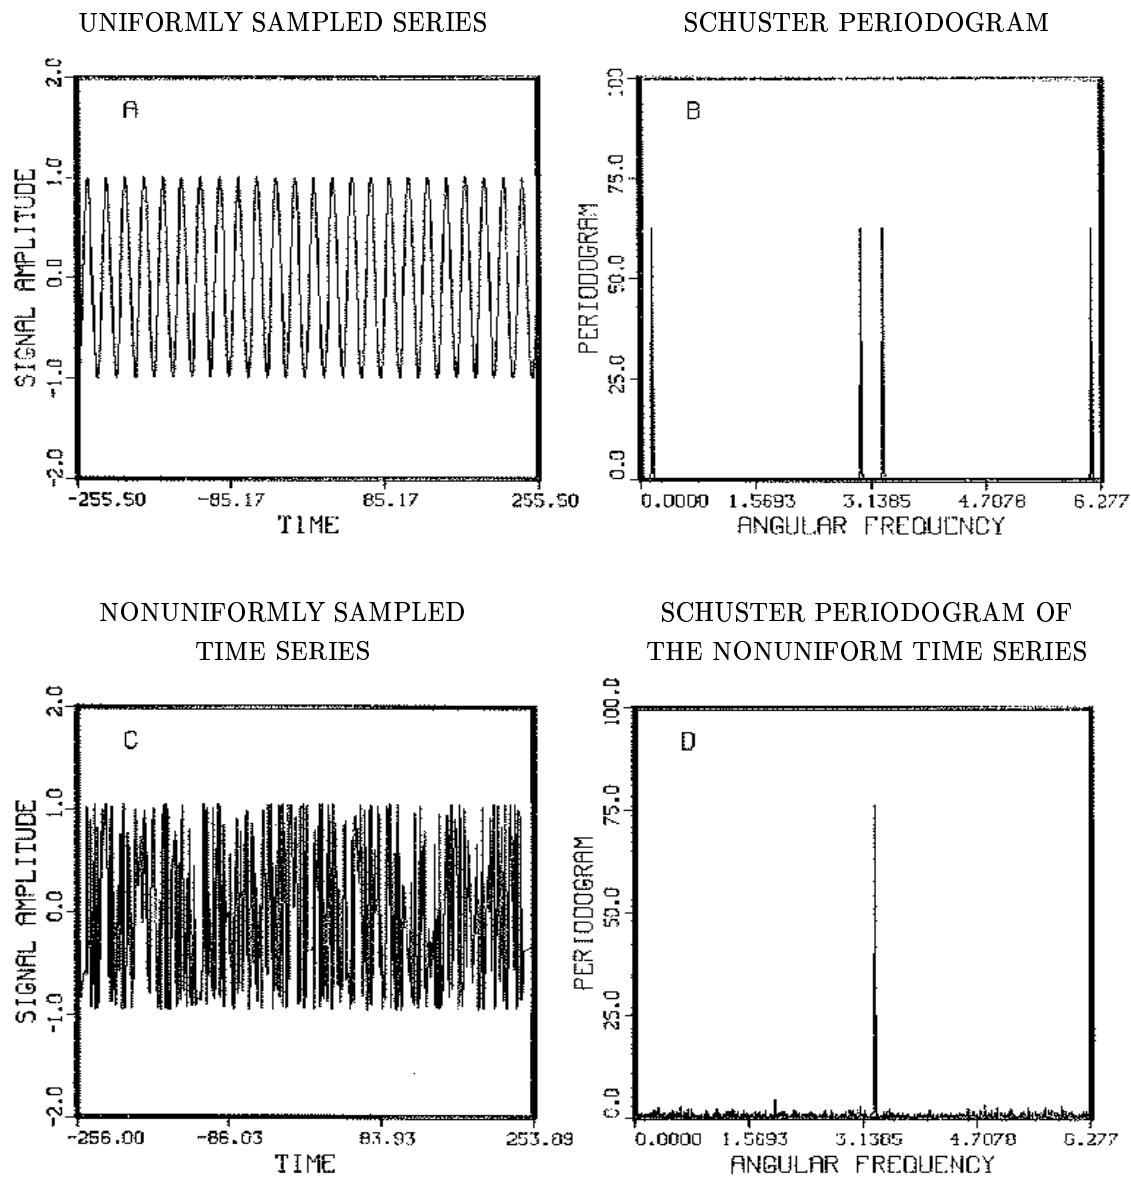 UNIFORMLY SAMPLED SERIES
SCHUSTER PERIODOGRAM
A
SIGNAL AMPLITUDE
2.0
1.0
0.0
-1.0
-2.0
-255.50 -85.17 85.17 255.50
TIME
B
PERIODOGRAM
100
75.0
50.0
25.0
0.0
0.0000 1.5693 3.1385 4.7078 6.277
ANGULAR FREQUENCY
NONUNIFORMLY SAMPLED
TIME SERIES
SCHUSTER PERIODOGRAM OF
THE NONUNIFORM TIME SERIES
C
SIGNAL AMPLITUDE
2.0
1.0
0.0
-1.0
-2.0
-256.00 -86.03 83.93 253.89
TIME
D
PERIODOGRAM
100.0
75.0
50.0
25.0
0.0
0.0000 1.5693 3.1385 4.7078 6.277
ANGULAR FREQUENCY